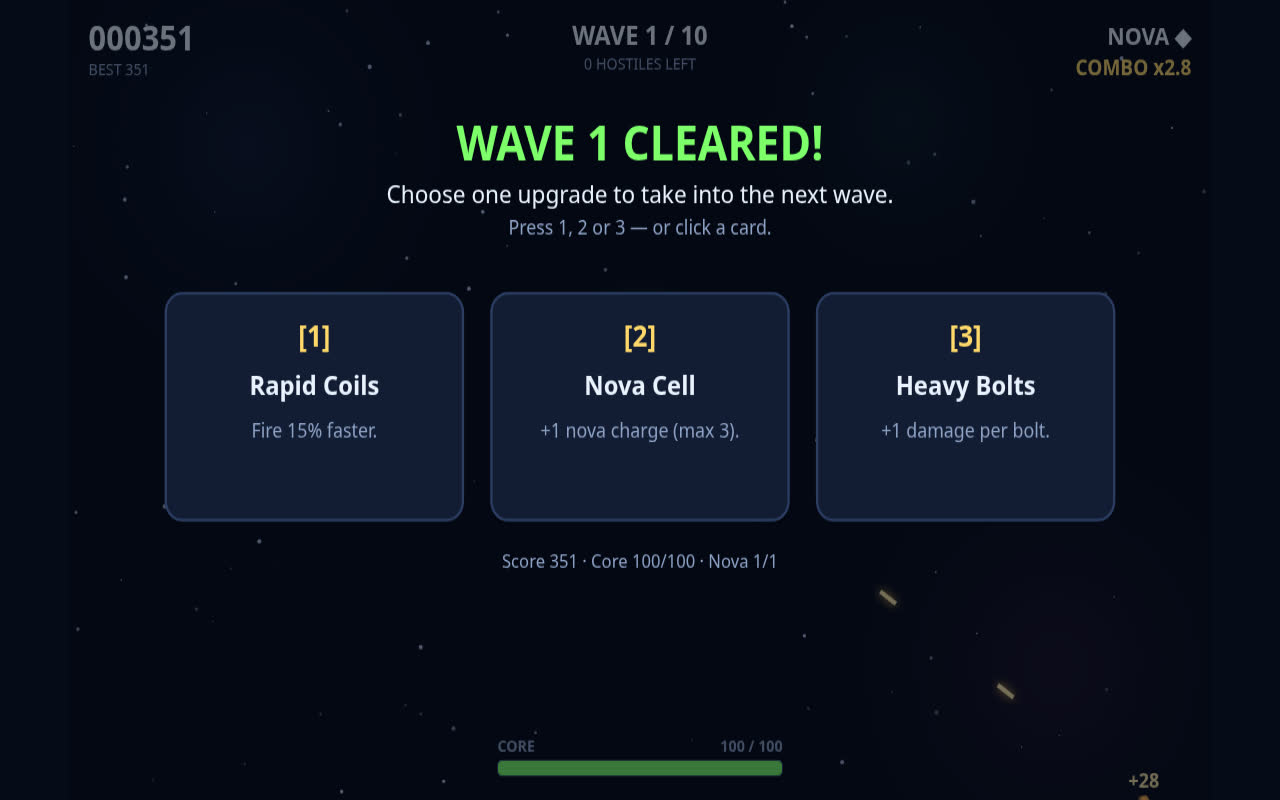 000351
BEST 351
WAVE 1 / 10
0 HOSTILES LEFT
NOVA ◆
COMBO x2.8
WAVE 1 CLEARED!
Choose one upgrade to take into the next wave.
Press 1, 2 or 3 — or click a card.
[1]
Rapid Coils
Fire 15% faster.
[2]
Nova Cell
+1 nova charge (max 3).
[3]
Heavy Bolts
+1 damage per bolt.
Score 351 · Core 100/100 · Nova 1/1
CORE
100 / 100
+28